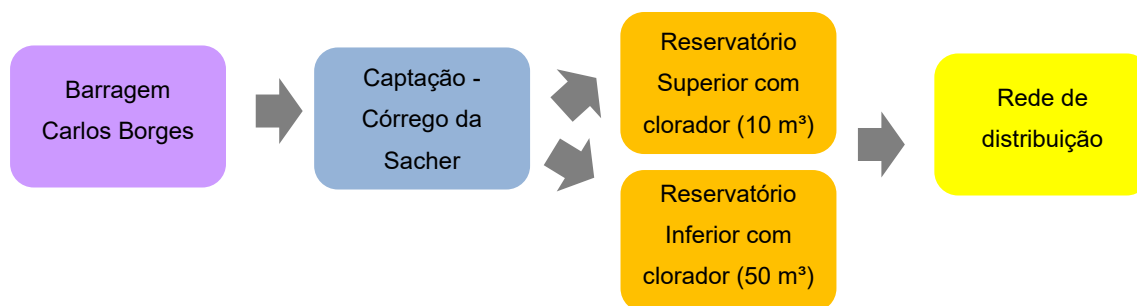 Barragem
Carlos Borges
Captação -
Córrego da
Sacher
Reservatório
Superior com
clorador (10 m³)
Reservatório
Inferior com
clorador (50 m³)
Rede de
distribuição